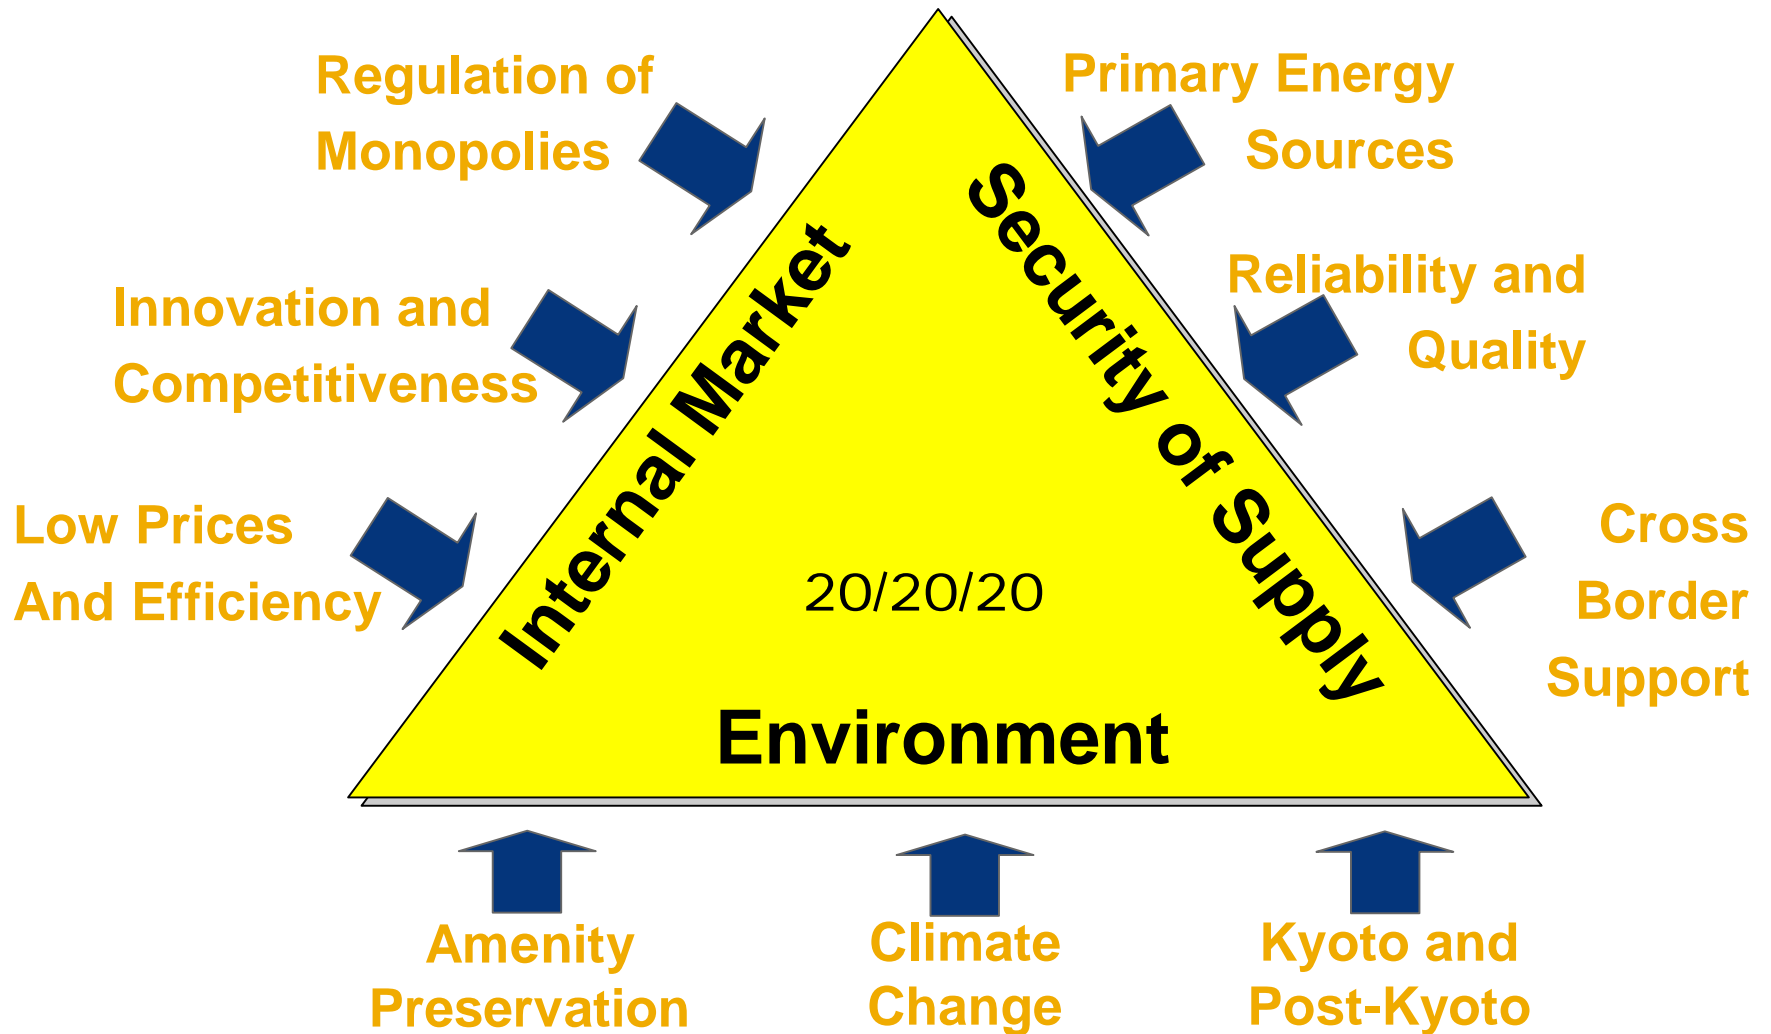 Regulation of
Monopolies
Innovation and
Competitiveness
Low Prices
And Efficiency
Internal Market
Primary Energy
Sources
Reliability and
Quality
Cross
Border
Support
Security of Supply
20/20/20
Environment
Amenity
Preservation
Climate
Change
Kyoto and
Post-Kyoto